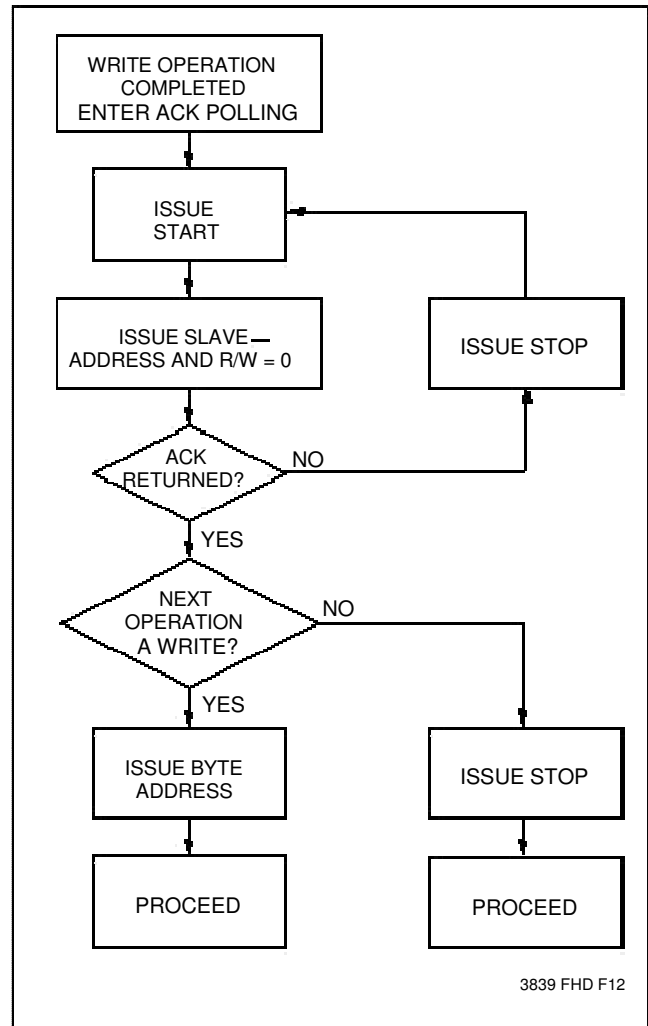 WRITE OPERATION
COMPLETED
ENTER ACK POLLING
ISSUE
START
ISSUE SLAVE
ADDRESS AND R/W = 0
ISSUE STOP
ACK
RETURNED?
NO
YES
NEXT
OPERATION
A WRITE?
NO
YES
ISSUE BYTE
ADDRESS
ISSUE STOP
PROCEED
PROCEED
3839 FHD F12